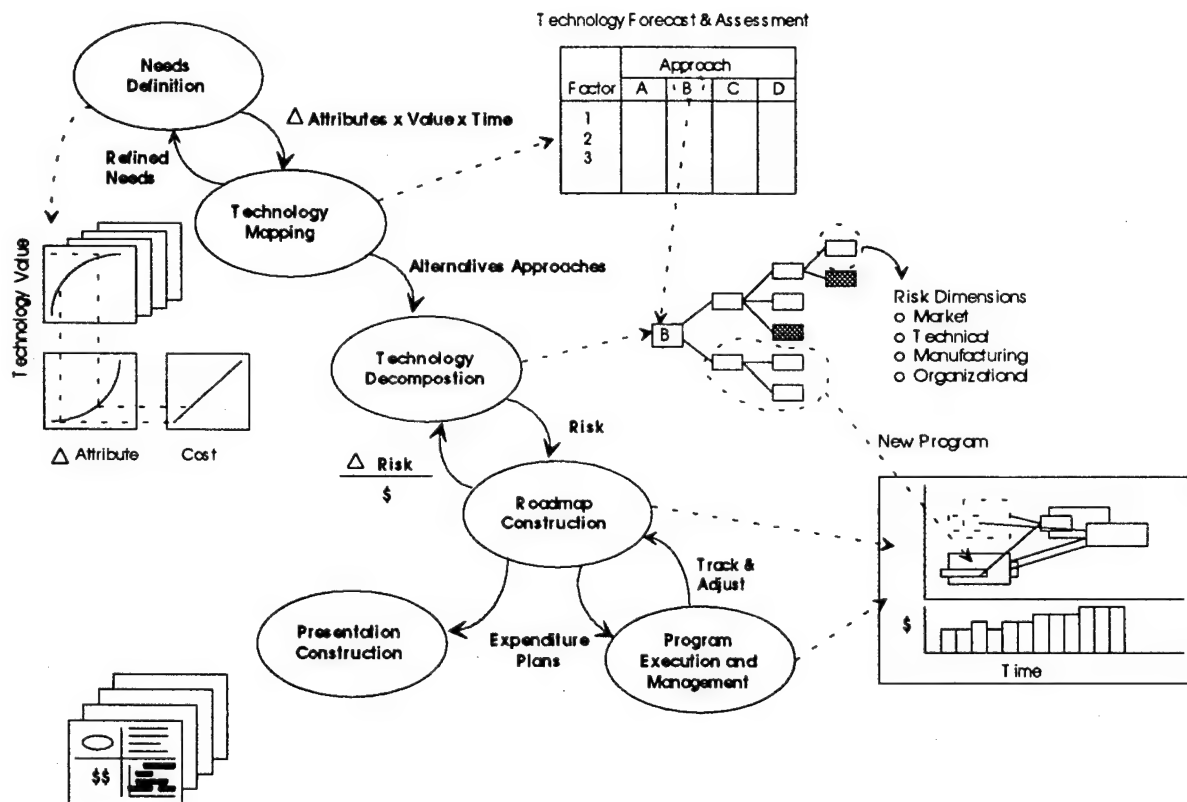 Technology Forecast & Assessment
Needs
Definition
Approach
Factor A B C D
1
2
3
△ Attributes x Value x Time
Refined
Needs
Technology
Mapping
Technology Value
Alternatives Approaches
Risk Dimensions
o Market
o Technical
o Manufacturing
o Organizational
B
Technology
Decompostion
△ Attribute
Cost
Risk
△ Risk
$
New Program
Roadmap
Construction
Track &
Adjust
Presentation
Construction
Expenditure
Plans
Program
Execution and
Management
$
Time
$$